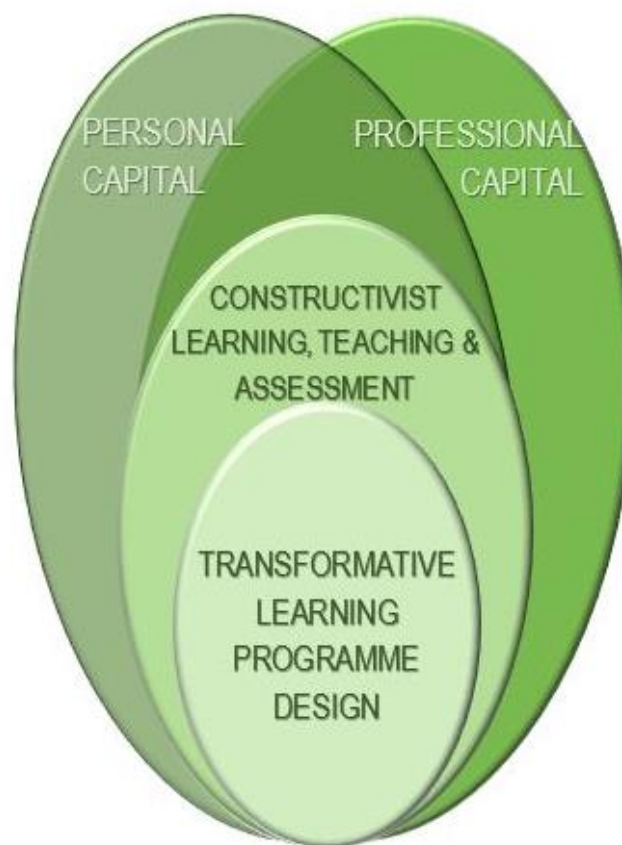 PERSONAL
CAPITAL
PROFESSIONAL
CAPITAL
CONSTRUCTIVIST
LEARNING, TEACHING &
ASSESSMENT
TRANSFORMATIVE
LEARNING
PROGRAMME
DESIGN